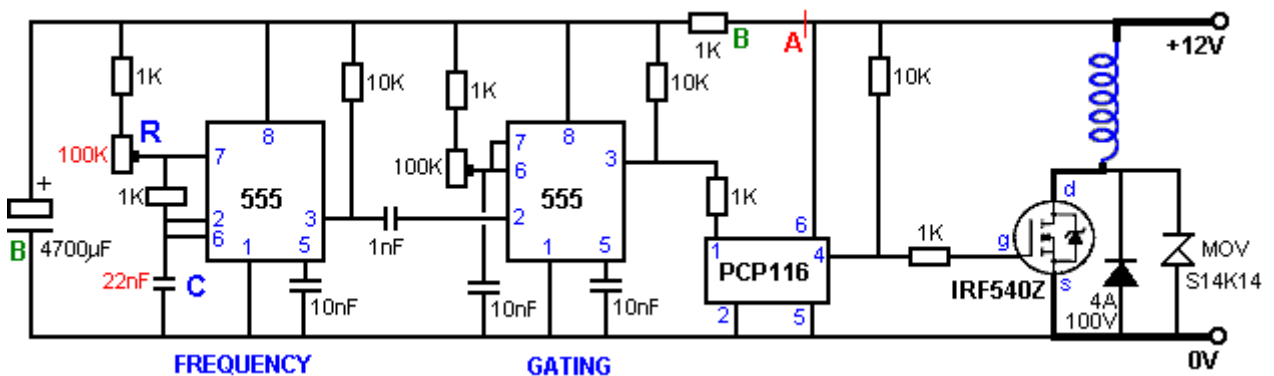 1K
B
A
+12V
1K
10K
1K
10K
10K
R
100K
7
8
555
1K
2
6
3
1
5
+
B
4700µF
22nF
C
10nF
1nF
100K
7
6
8
555
3
2
1
5
10nF
10nF
1K
6
1
4
PCP116
2
5
1K
d
g
s
IRF540Z
4A
100V
MOV
S14K14
FREQUENCY
GATING
0V